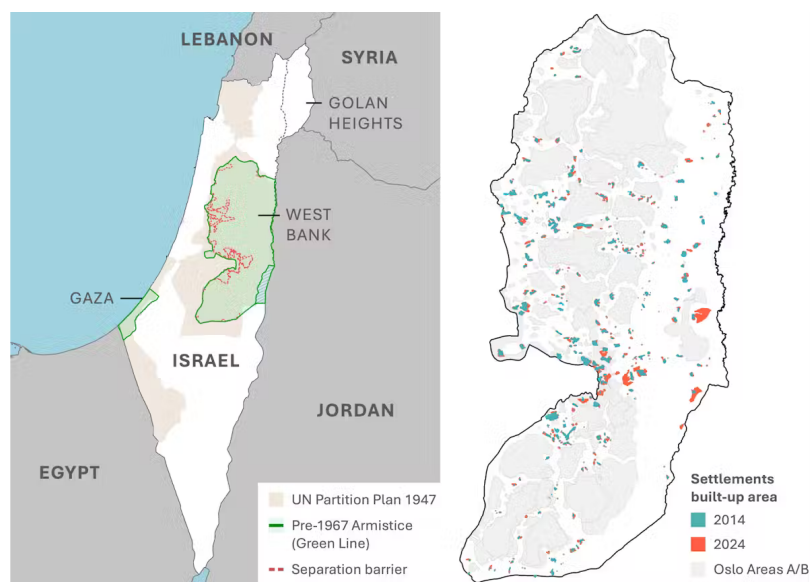 LEBANON
SYRIA
GOLAN
HEIGHTS
WEST
BANK
GAZA
ISRAEL
JORDAN
EGYPT
UN Partition Plan 1947
Pre-1967 Armistice
(Green Line)
Separation barrier
Settlements
built-up area
2014
2024
Oslo Areas A/B